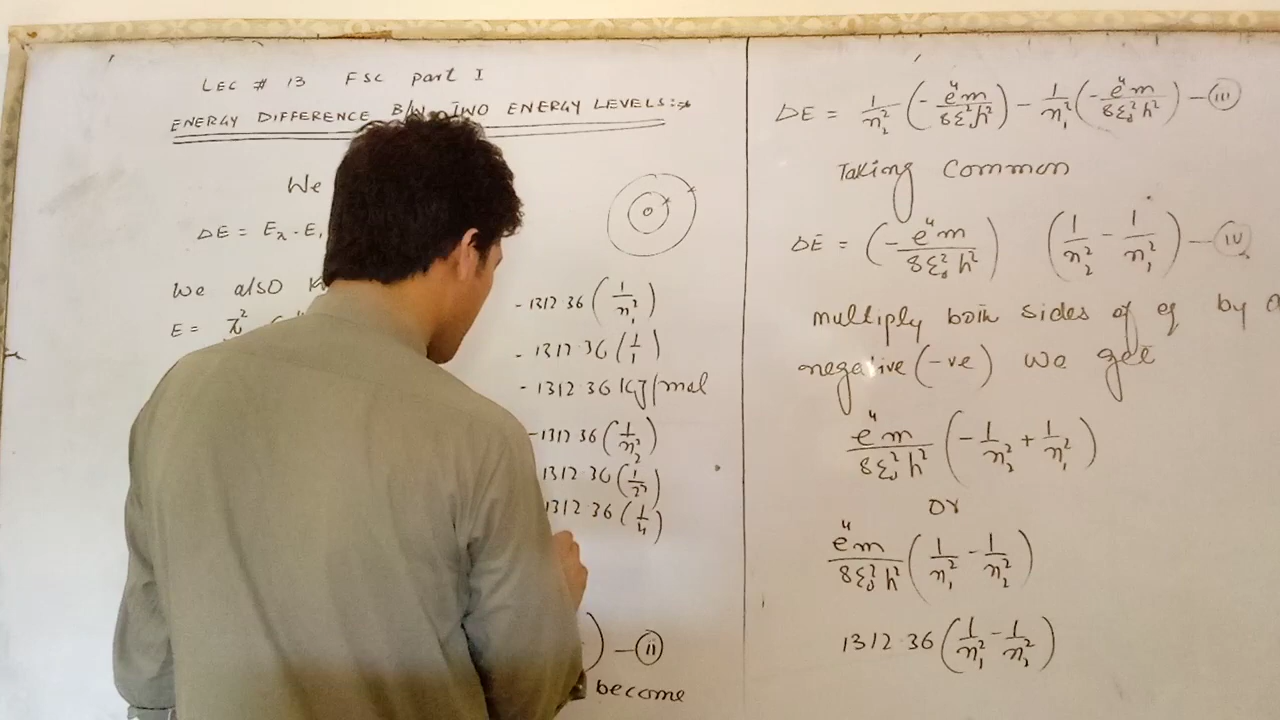 LEC # 13 FSC part I
ENERGY DIFFERENCE B/W TWO ENERGY LEVELS:→
We
ΔE = E₂ - E₁
We also K
E = Z²
- 1312.36 (1/n₁²)
- 1312.36 (1/1)
- 1312.36 KJ/mol
- 1312.36 (1/n₂²)
1312.36 (1/2²)
1312.36 (1/4)
) — (ii)
become
ΔE = 1/n₂² (- e⁴m/8ε₀²h²) - 1/n₁² (- e⁴m/8ε₀²h²) — (iii)
Taking Common
ΔE = (- e⁴m/8ε₀²h²) (1/n₂² - 1/n₁²) — (iv)
multiply both sides of eq by a
negative (-ve) we get
e⁴m/8ε₀²h² (- 1/n₂² + 1/n₁²)
or
e⁴m/8ε₀²h² (1/n₁² - 1/n₂²)
1312.36 (1/n₁² - 1/n₂²)